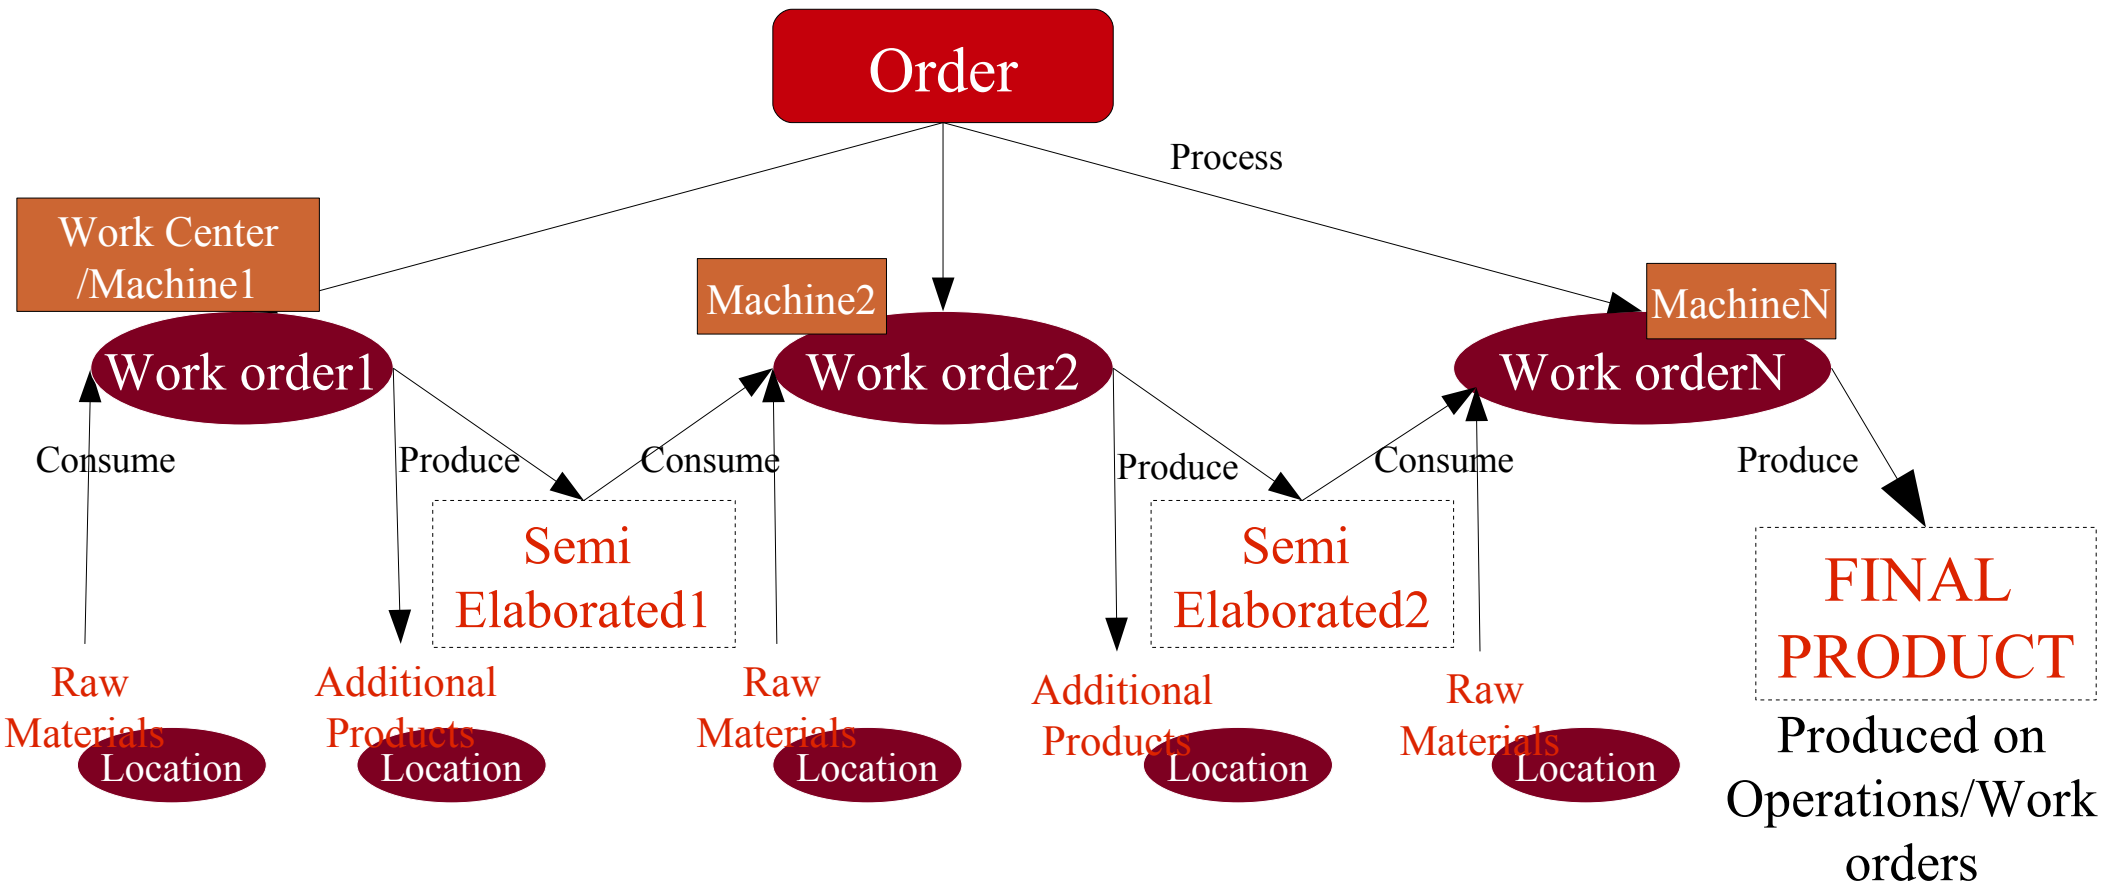 Order
Process
Work Center
/Machine1
Machine2
MachineN
Work order1
Work order2
Work orderN
Consume
Produce
Consume
Produce
Consume
Produce
Semi
Elaborated1
Semi
Elaborated2
FINAL
PRODUCT
Raw
Materials
Location
Additional
Products
Location
Raw
Materials
Location
Additional
Products
Location
Raw
Materials
Location
Produced on
Operations/Work
orders